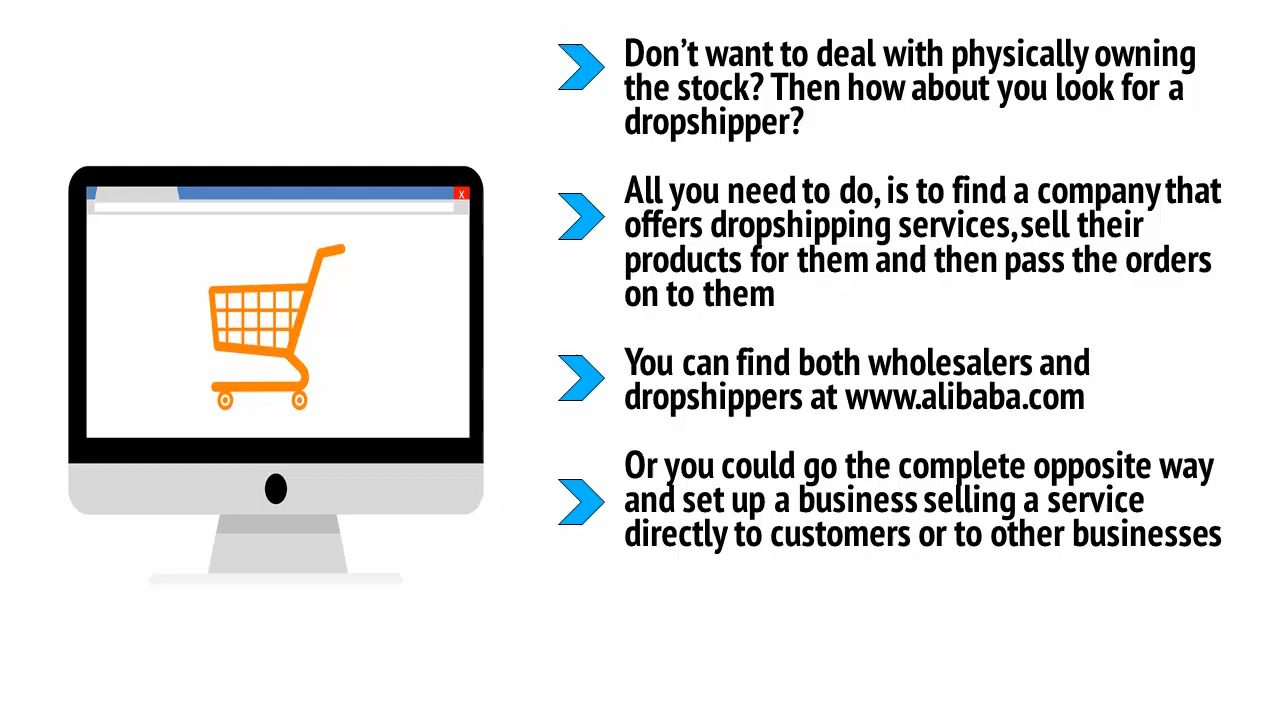 Don’t want to deal with physically owning
the stock? Then how about you look for a
dropshipper?
All you need to do, is to find a company that
offers dropshipping services, sell their
products for them and then pass the orders
on to them
You can find both wholesalers and
dropshippers at www.alibaba.com
Or you could go the complete opposite way
and set up a business selling a service
directly to customers or to other businesses
X